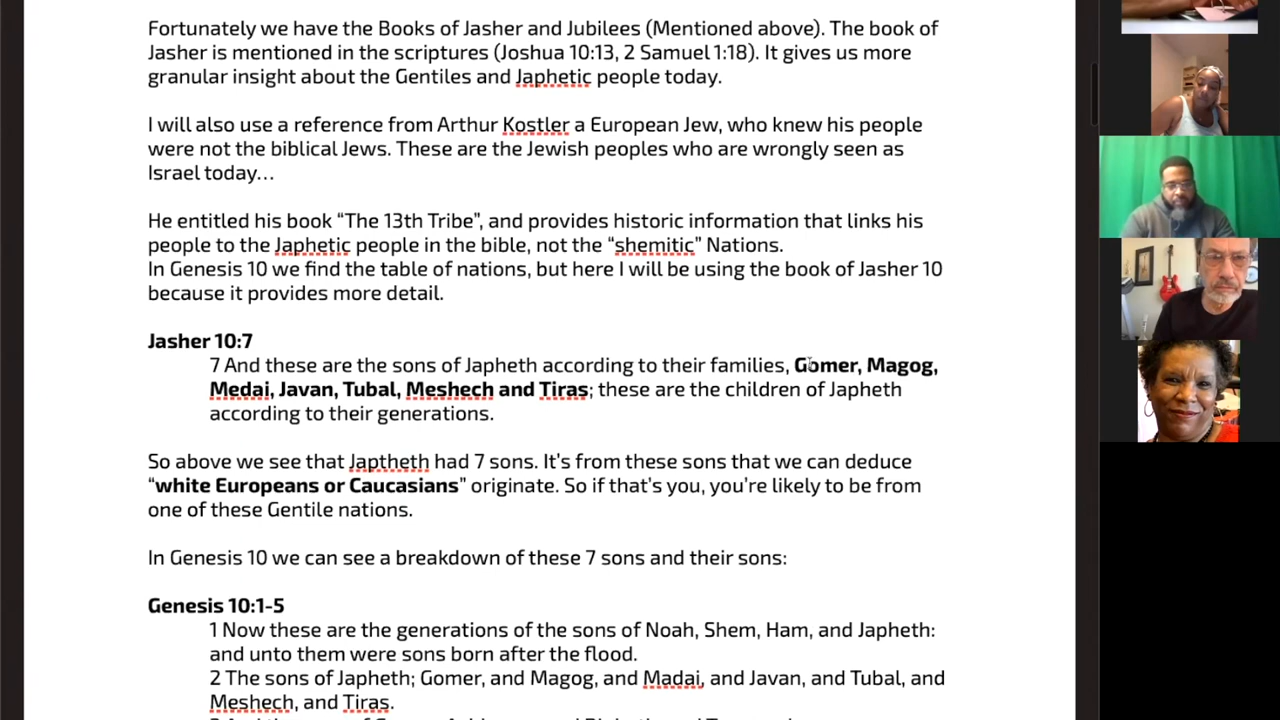 Fortunately we have the Books of Jasher and Jubilees (Mentioned above). The book of
Jasher is mentioned in the scriptures (Joshua 10:13, 2 Samuel 1:18). It gives us more
granular insight about the Gentiles and Japhetic people today.
I will also use a reference from Arthur Kostler a European Jew, who knew his people
were not the biblical Jews. These are the Jewish peoples who are wrongly seen as
Israel today…
He entitled his book “The 13th Tribe”, and provides historic information that links his
people to the Japhetic people in the bible, not the “shemitic” Nations.
In Genesis 10 we find the table of nations, but here I will be using the book of Jasher 10
because it provides more detail.
Jasher 10:7
7 And these are the sons of Japheth according to their families, Gomer, Magog,
Medai, Javan, Tubal, Meshech and Tiras; these are the children of Japheth
according to their generations.
So above we see that Japtheth had 7 sons. It’s from these sons that we can deduce
“white Europeans or Caucasians” originate. So if that’s you, you’re likely to be from
one of these Gentile nations.
In Genesis 10 we can see a breakdown of these 7 sons and their sons:
Genesis 10:1-5
1 Now these are the generations of the sons of Noah, Shem, Ham, and Japheth:
and unto them were sons born after the flood.
2 The sons of Japheth; Gomer, and Magog, and Madai, and Javan, and Tubal, and
Meshech, and Tiras.